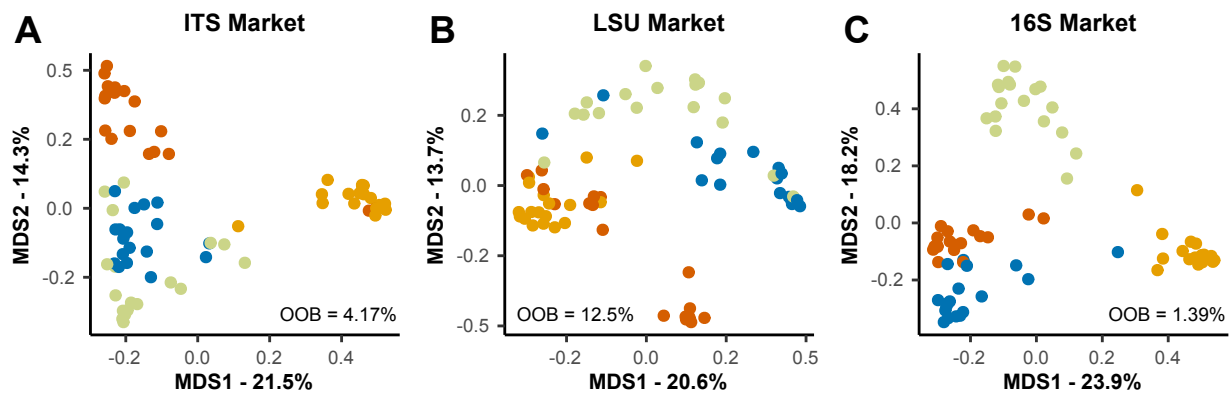 A
ITS Market
MDS2 - 14.3%
0.5
0.2
0.0
-0.2
OOB = 4.17%
-0.2
0.0
0.2
0.4
MDS1 - 21.5%
B
LSU Market
MDS2 - 13.7%
0.2
0.0
-0.2
-0.5
OOB = 12.5%
-0.2
0.0
0.2
0.5
MDS1 - 20.6%
C
16S Market
MDS2 - 18.2%
0.4
0.2
0.0
-0.2
OOB = 1.39%
-0.2
0.0
0.2
0.4
MDS1 - 23.9%